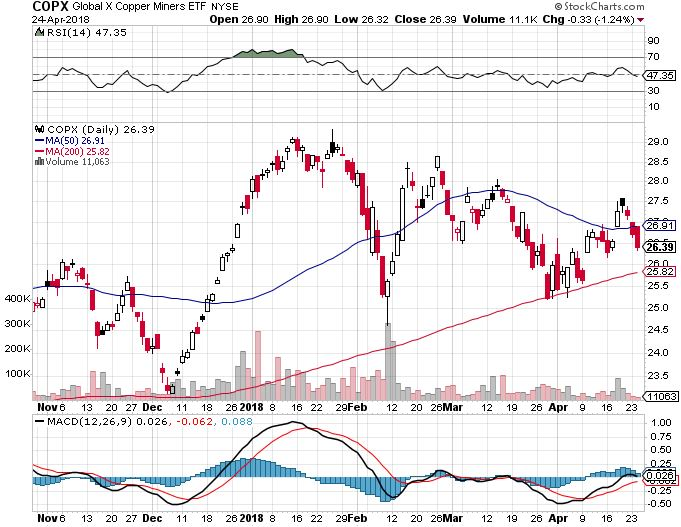 COPX Global X Copper Miners ETF NYSE © StockCharts.com
24-Apr-2018 Open 26.90 High 26.90 Low 26.32 Close 26.39 Volume 11.1K Chg -0.33 (-1.24%)
RSI(14) 47.35
90
70
47.35
30
10
COPX (Daily) 26.39
MA(50) 26.91
MA(200) 25.82
Volume 11,063
29.0
28.5
28.0
27.5
26.91
26.5
26.39
26.0
25.82
25.5
25.0
24.5
24.0
23.5
400K
300K
200K
100K
11063
Nov 6 13 20 27 Dec 11 18 26 2018 8 16 22 29 Feb 12 20 26 Mar 12 19 26 Apr 9 16 23
MACD(12,26,9) 0.026, -0.062, 0.088
1.00
0.75
0.50
0.25
0.026
-0.25
-0.50
Nov 6 13 20 27 Dec 11 18 26 2018 8 16 22 29 Feb 12 20 26 Mar 12 19 26 Apr 9 16 23